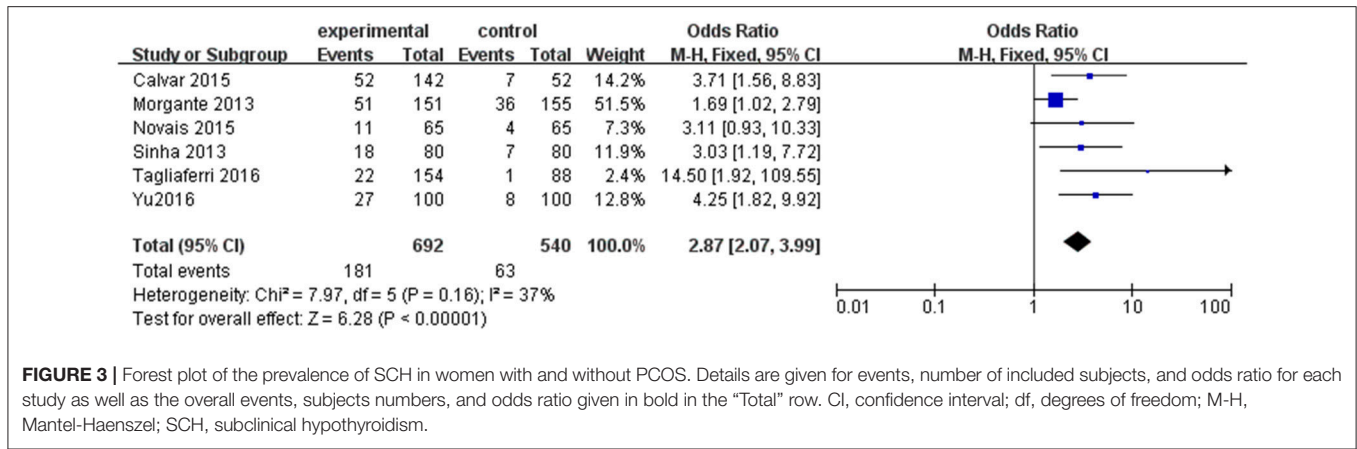 experimental control Odds Ratio Odds Ratio
Study or Subgroup Events Total Events Total Weight M-H, Fixed, 95% CI M-H, Fixed, 95% CI
Calvar 2015 52 142 7 52 14.2% 3.71 [1.56, 8.83]
Morgante 2013 51 151 36 155 51.5% 1.69 [1.02, 2.79]
Novais 2015 11 65 4 65 7.3% 3.11 [0.93, 10.33]
Sinha 2013 18 80 7 80 11.9% 3.03 [1.19, 7.72]
Tagliaferri 2016 22 154 1 88 2.4% 14.50 [1.92, 109.55]
Yu2016 27 100 8 100 12.8% 4.25 [1.82, 9.92]
Total (95% CI) 692 540 100.0% 2.87 [2.07, 3.99]
Total events 181 63
Heterogeneity: Chi² = 7.97, df = 5 (P = 0.16); I² = 37%
Test for overall effect: Z = 6.28 (P < 0.00001)
0.01 0.1 1 10 100
FIGURE 3 | Forest plot of the prevalence of SCH in women with and without PCOS. Details are given for events, number of included subjects, and odds ratio for each
study as well as the overall events, subjects numbers, and odds ratio given in bold in the “Total” row. CI, confidence interval; df, degrees of freedom; M-H,
Mantel-Haenszel; SCH, subclinical hypothyroidism.